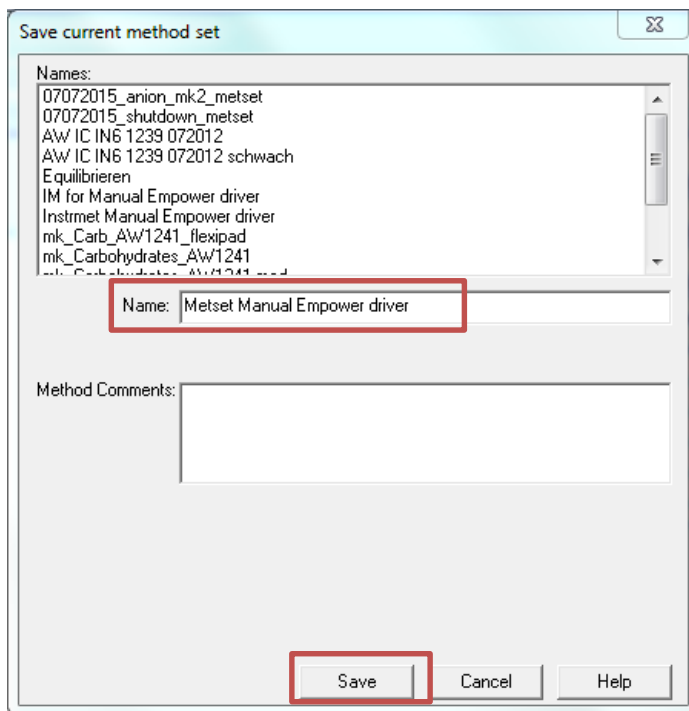 Save current method set
Names:
07072015_anion_mk2_metset
07072015_shutdown_metset
AW IC IN6 1239 072012
AW IC IN6 1239 072012 schwach
Equilibrieren
IM for Manual Empower driver
Instrmet Manual Empower driver
mk_Carb_AW1241_flexipad
mk_Carbohydrates_AW1241
Name: Metset Manual Empower driver
Method Comments:
Save Cancel Help